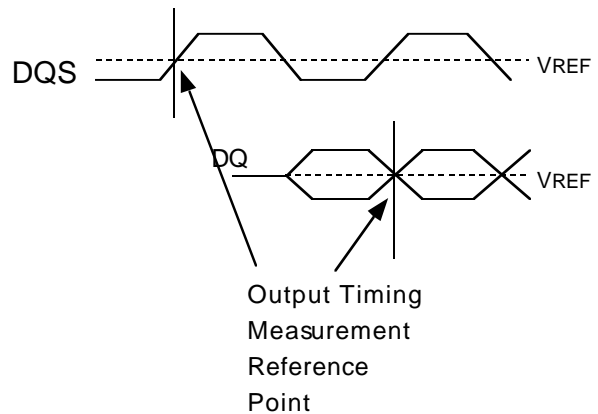 VREF
DQS
DQ
VREF
Output Timing
Measurement
Reference
Point